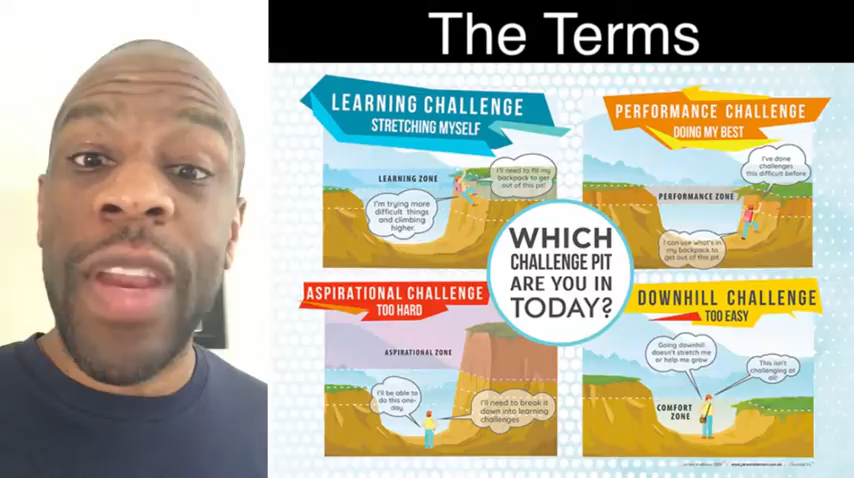 The Terms
LEARNING CHALLENGE
STRETCHING MYSELF
LEARNING ZONE
I'll need to fill my
backpack to get
out of this pit!
I'm trying more
difficult things
and climbing
higher.
PERFORMANCE CHALLENGE
DOING MY BEST
I've done
challenges
this difficult before
PERFORMANCE ZONE
I can use what's in
my backpack to
get out of this pit.
WHICH
CHALLENGE PIT
ARE YOU IN
TODAY?
ASPIRATIONAL CHALLENGE
TOO HARD
ASPIRATIONAL ZONE
I'll be able to
do this one-
day.
I'll need to break it
down into learning
challenges
DOWNHILL CHALLENGE
TOO EASY
Going downhill
doesn't stretch me
or help me grow
This isn't
challenging at
all!
COMFORT
ZONE